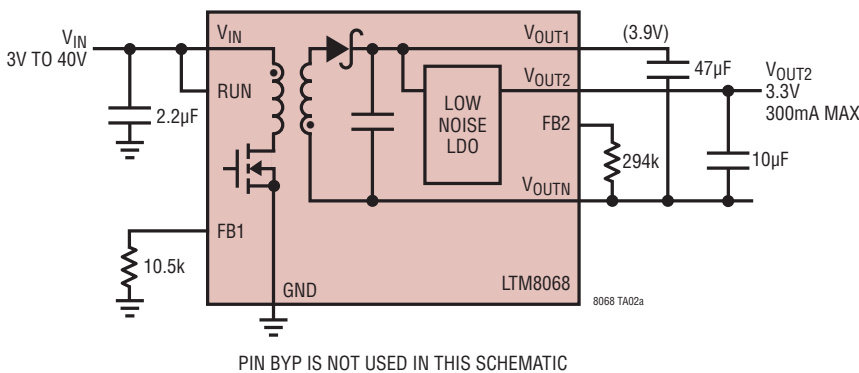 VIN
3V TO 40V
2.2µF
VIN
RUN
FB1
10.5k
GND
LOW
NOISE
LDO
VOUT1
VOUT2
FB2
VOUTN
LTM8068
(3.9V)
47µF
294k
VOUT2
3.3V
300mA MAX
10µF
8068 TA02a
PIN BYP IS NOT USED IN THIS SCHEMATIC